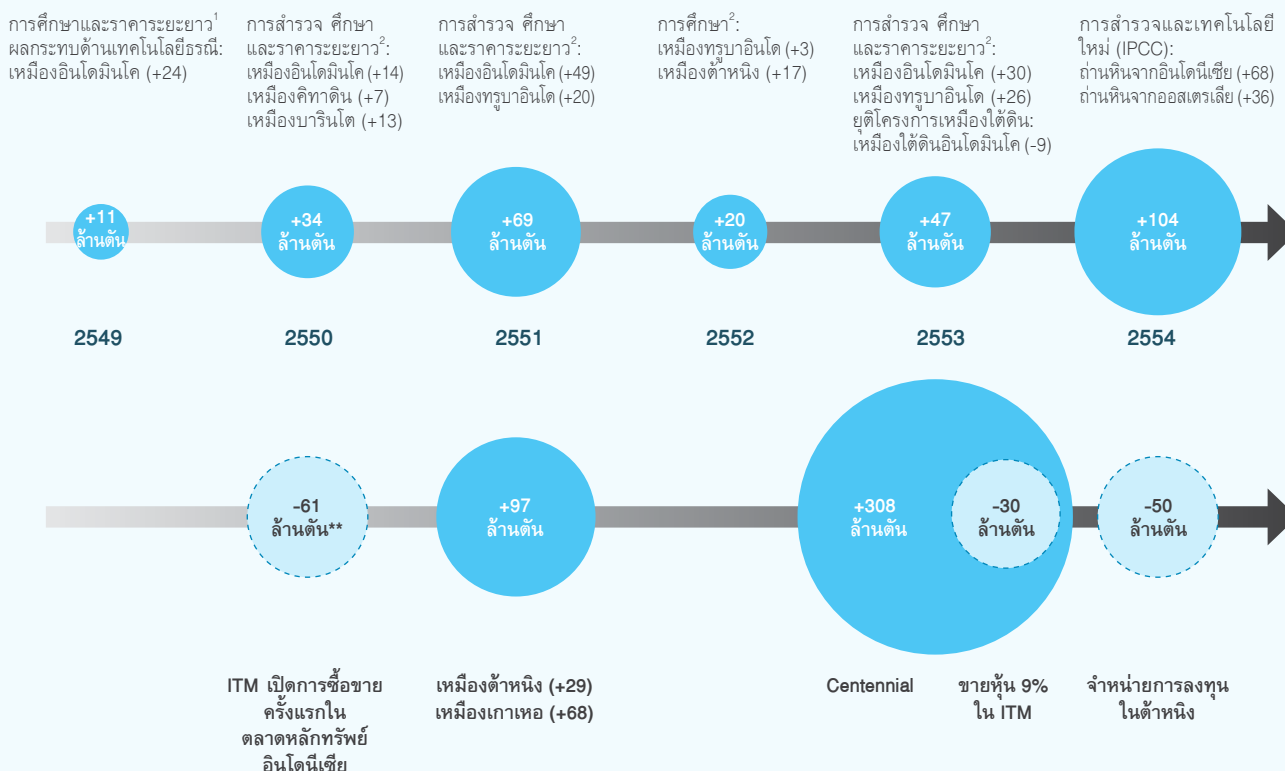 การศึกษาและราคาระยะยาว¹
ผลกระทบด้านเทคโนโลยีธรณี:
เหมืองอินโดมินโค (+24)
การสำรวจ ศึกษา
และราคาระยะยาว²:
เหมืองอินโดมินโค (+14)
เหมืองคิทาดิน (+7)
เหมืองบารินโต (+13)
การสำรวจ ศึกษา
และราคาระยะยาว²:
เหมืองอินโดมินโค (+49)
เหมืองทรูบาอินโด (+20)
การศึกษา²:
เหมืองทรูบาอินโด (+3)
เหมืองต้าหนิง (+17)
การสำรวจ ศึกษา
และราคาระยะยาว²:
เหมืองอินโดมินโค (+30)
เหมืองทรูบาอินโด (+26)
ยุติโครงการเหมืองใต้ดิน:
เหมืองใต้ดินอินโดมินโค (-9)
การสำรวจและเทคโนโลยี
ใหม่ (IPCC):
ถ่านหินจากอินโดนีเซีย (+68)
ถ่านหินจากออสเตรเลีย (+36)
+11
ล้านตัน
+34
ล้านตัน
+69
ล้านตัน
+20
ล้านตัน
+47
ล้านตัน
+104
ล้านตัน
2549
2550
2551
2552
2553
2554
-61
ล้านตัน**
+97
ล้านตัน
+308
ล้านตัน
-30
ล้านตัน
-50
ล้านตัน
ITM เปิดการซื้อขาย
ครั้งแรกใน
ตลาดหลักทรัพย์
อินโดนีเซีย
เหมืองต้าหนิง (+29)
เหมืองเกาเหอ (+68)
Centennial
ขายหุ้น 9%
ใน ITM
จำหน่ายการลงทุน
ในต้าหนิง